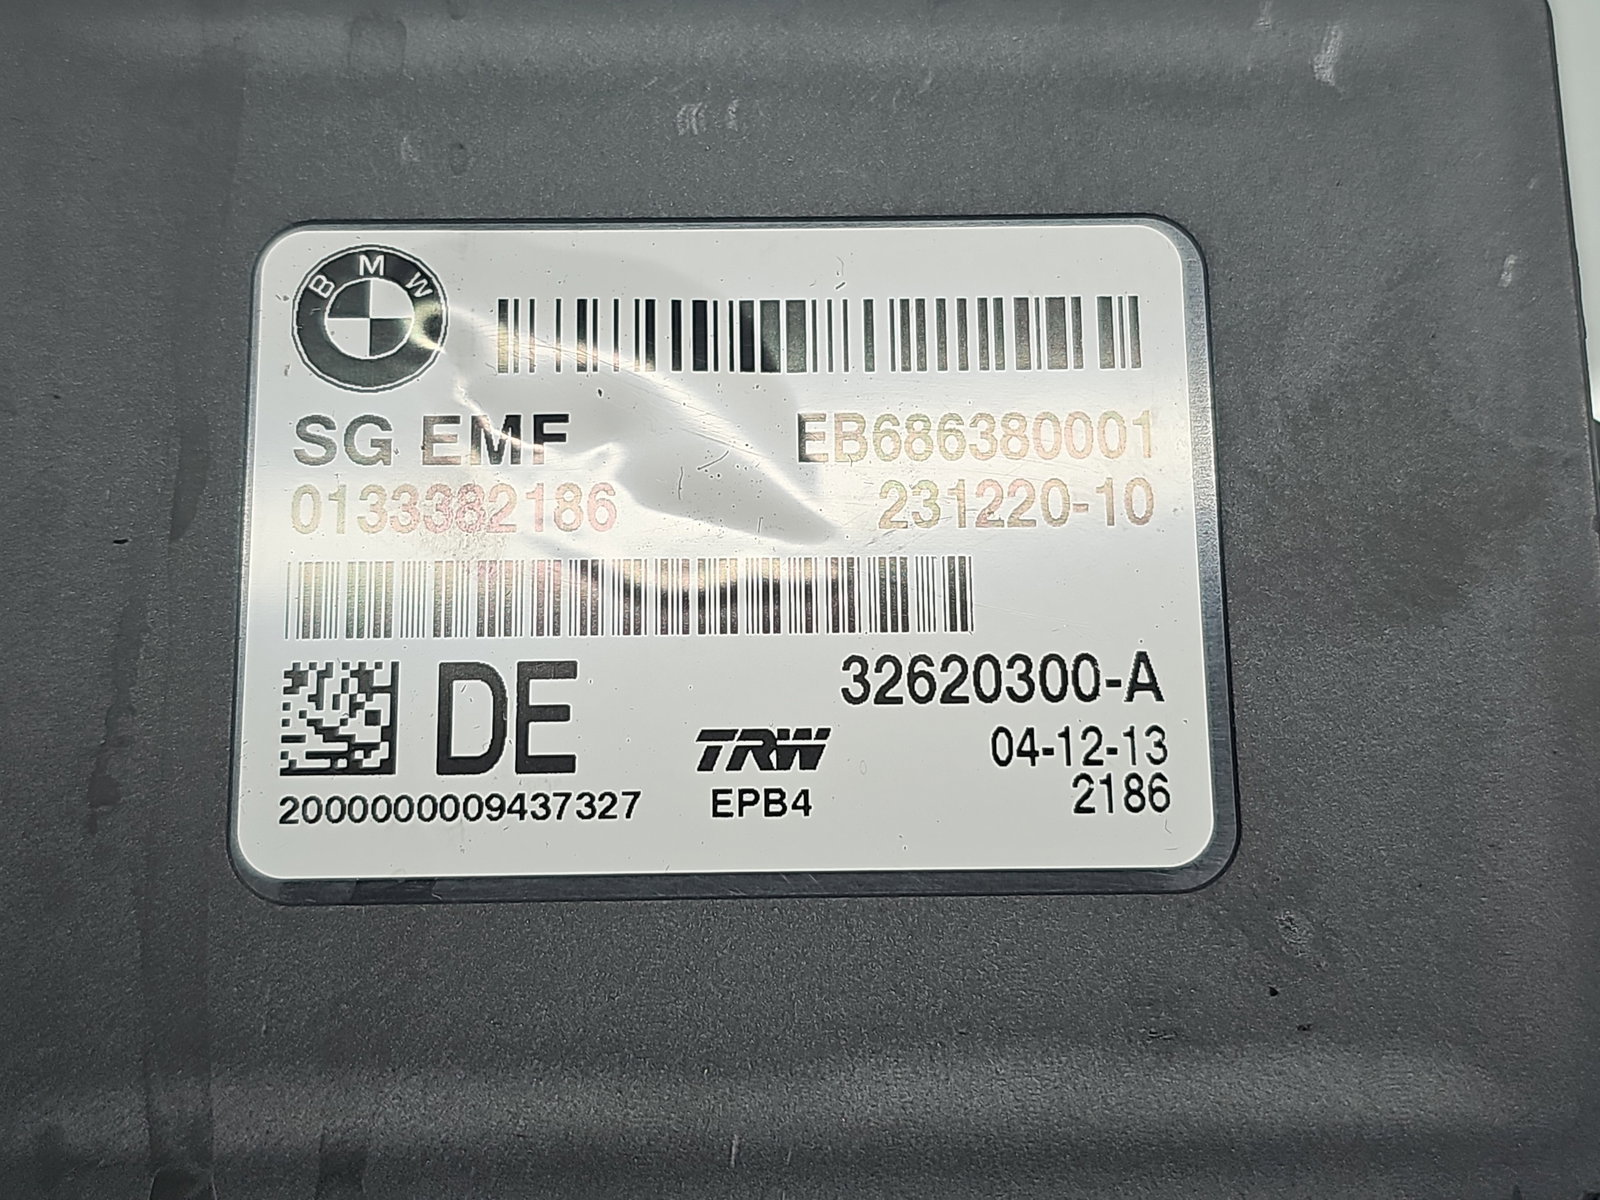 BMW
SG EMF EB686380001
0133382186 231220-10
DE 32620300-A
TRW 04-12-13
2000000009437327 EPB4 2186